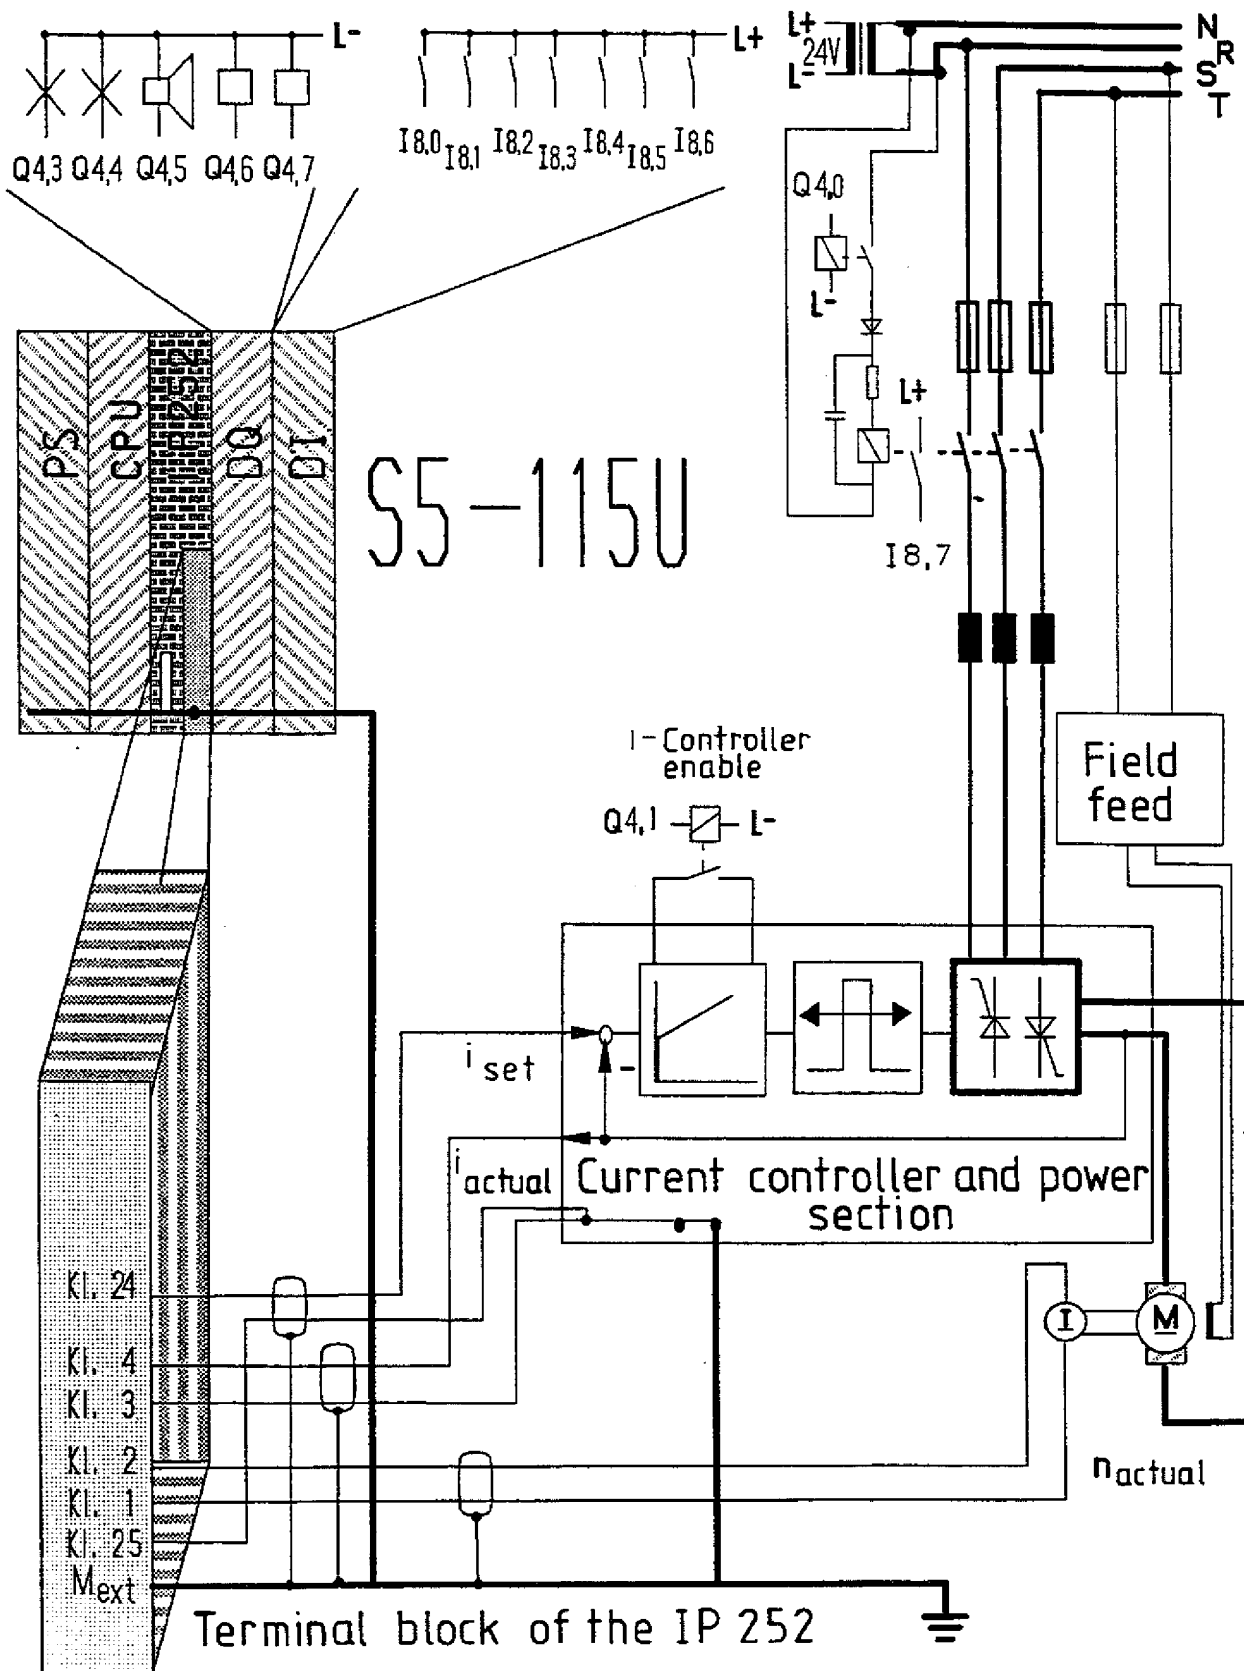 L-
L+
L+
24V
L-
N
R
S
T
Q4,3 Q4,4 Q4,5 Q4,6 Q4,7
I8,0 I8,1 I8,2 I8,3 I8,4 I8,5 I8,6
Q4,0
L-
L+
PS
CPU
IP252
DQ
DI
S5-115U
I8,7
I-Controller
enable
Q4,1
L-
Field
feed
i set
-
i actual
Current controller and power
section
Kl. 24
Kl. 4
Kl. 3
Kl. 2
Kl. 1
Kl. 25
Mext
I
M
nactual
Terminal block of the IP 252